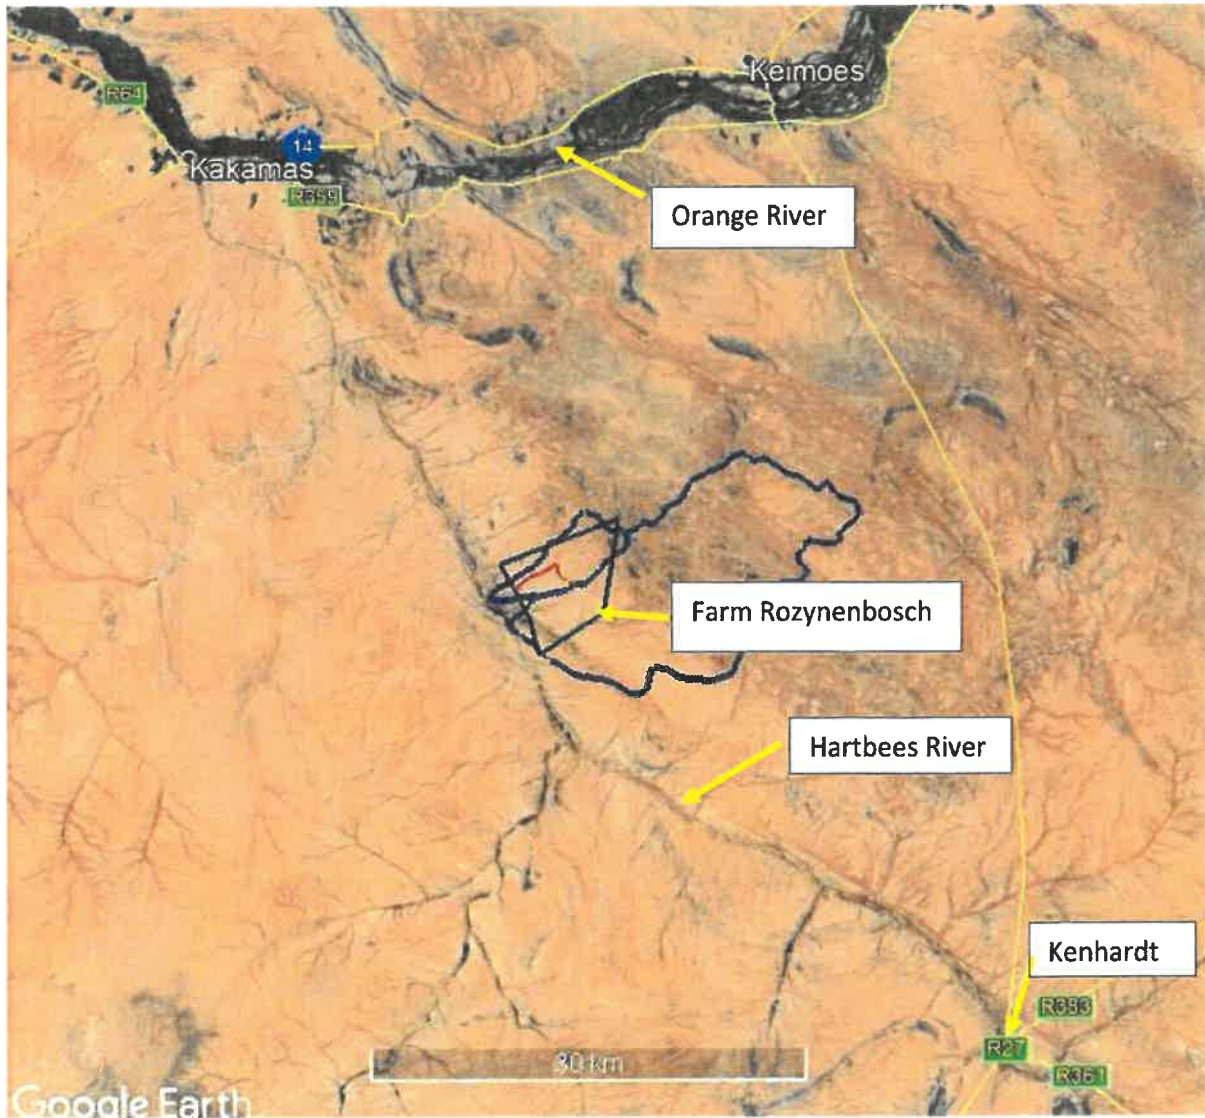 Keimoes
R64
14
Kakamas
R359
Orange River
Farm Rozynenbosch
Hartbees River
Kenhardt
R383
R27
30 km
R361
Google Earth